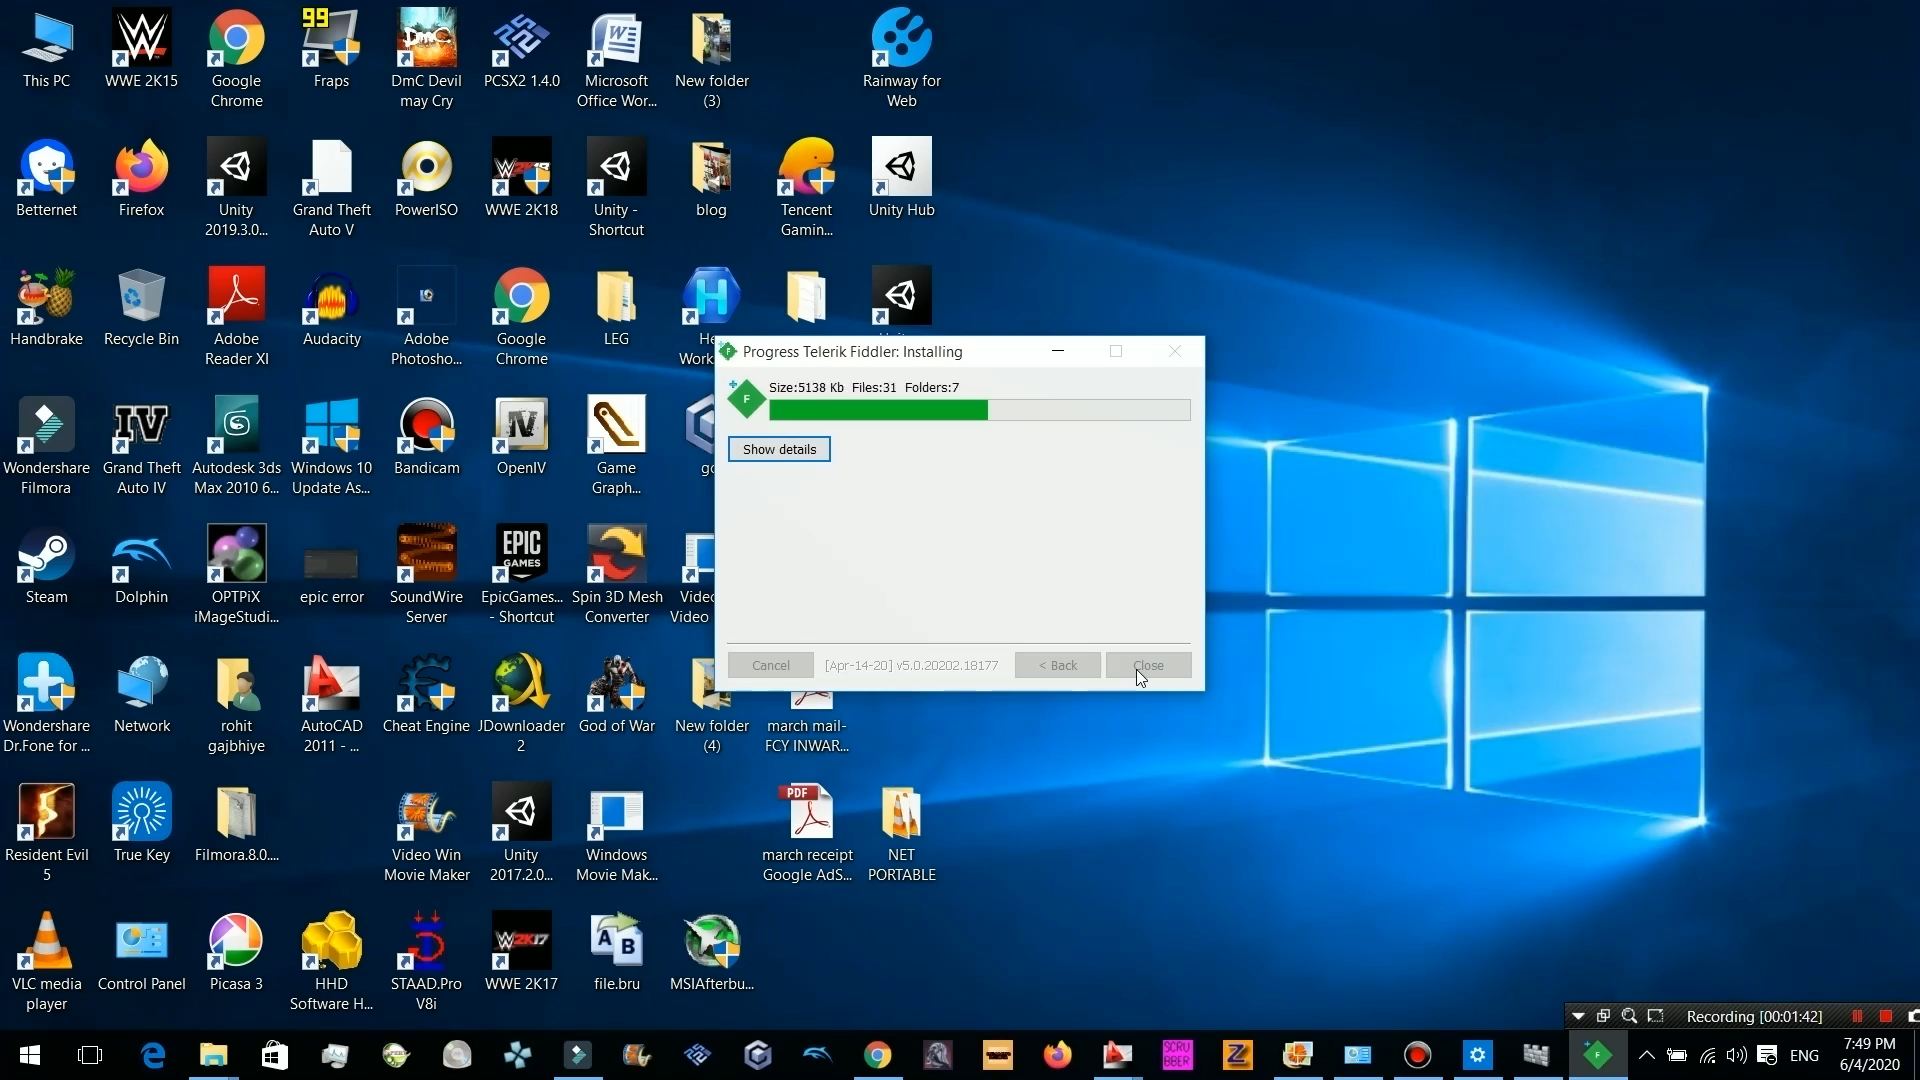 This PC
WWE 2K15
Google
Chrome
99
Fraps
DmC Devil
may Cry
PCSX2 1.4.0
Microsoft
Office Wor...
New folder
(3)
Rainway for
Web
Betternet
Firefox
Unity
2019.3.0...
Grand Theft
Auto V
PowerISO
WWE 2K18
Unity -
Shortcut
blog
Tencent
Gamin...
Unity Hub
Handbrake
Recycle Bin
Adobe
Reader XI
Audacity
Adobe
Photosho...
Google
Chrome
LEG
He
Work
Wondershare
Filmora
Grand Theft
Auto IV
Autodesk 3ds
Max 2010 6...
Windows 10
Update As...
Bandicam
OpenIV
Game
Graph...
go
Steam
Dolphin
OPTPiX
iMageStudi...
epic error
SoundWire
Server
EPIC
GAMES
EpicGames...
- Shortcut
Spin 3D Mesh
Converter
Video
Video
Wondershare
Dr.Fone for ...
Network
rohit
gajbhiye
AutoCAD
2011 - ...
Cheat Engine
JDownloader
2
God of War
New folder
(4)
march mail-
FCY INWAR...
Resident Evil
5
True Key
Filmora.8.0....
Video Win
Movie Maker
Unity
2017.2.0...
Windows
Movie Mak...
PDF
march receipt
Google AdS...
NET
PORTABLE
VLC media
player
Control Panel
Picasa 3
HHD
Software H...
STAAD.Pro
V8i
WWE 2K17
file.bru
MSIAfterbu...
Progress Telerik Fiddler: Installing
Size:5138 Kb Files:31 Folders:7
Show details
Cancel
[Apr-14-20] v5.0.20202.18177
< Back
Close
Recording [00:01:42]
SCRU
BBER
ENG
7:49 PM
6/4/2020